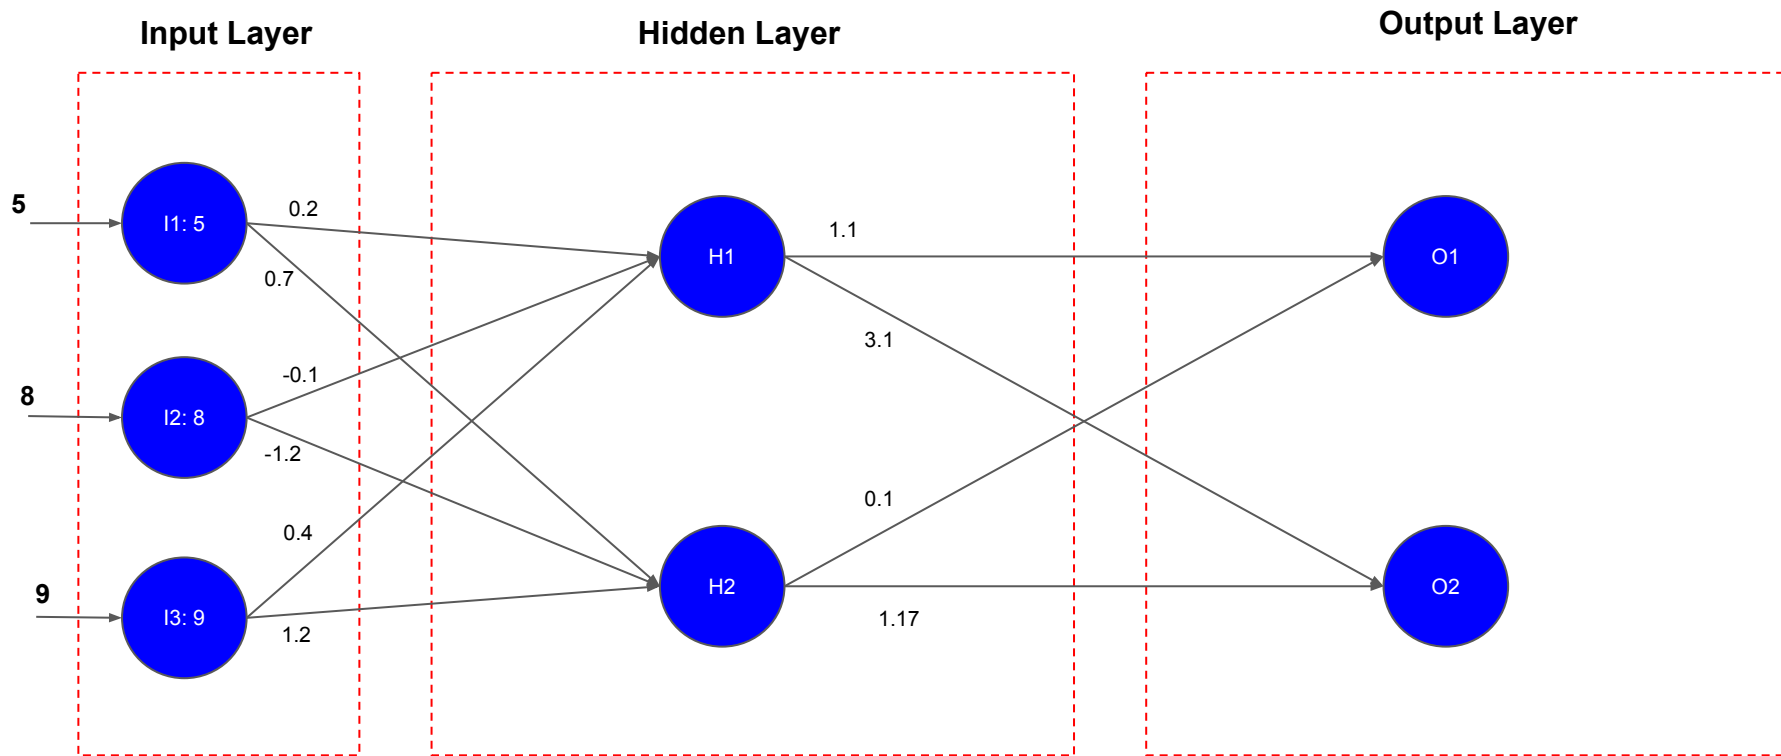 Input Layer
Hidden Layer
Output Layer
5
I1: 5
0.2
0.7
H1
1.1
3.1
O1
8
I2: 8
-0.1
-1.2
9
I3: 9
0.4
1.2
H2
0.1
1.17
O2